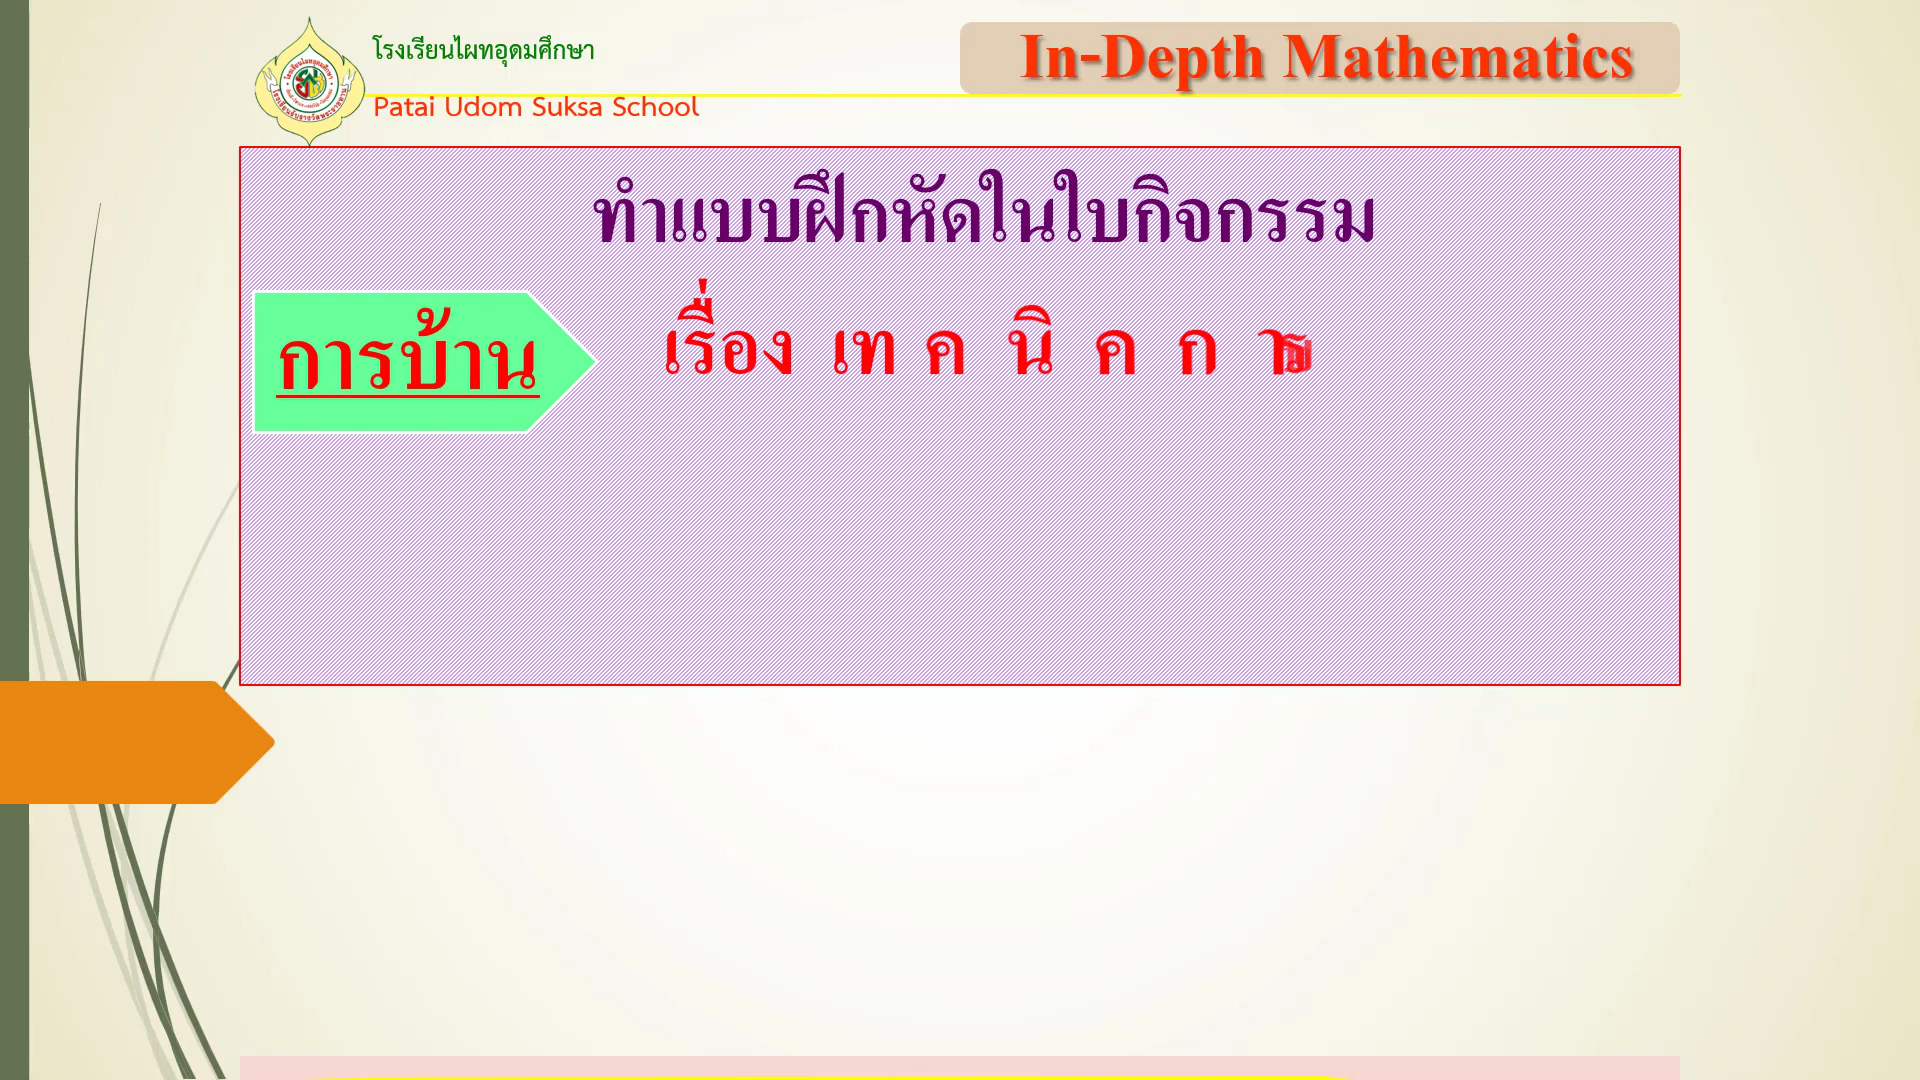 โรงเรียนไผทอุดมศึกษา
Patai Udom Suksa School
In-Depth Mathematics
ทำแบบฝึกหัดในใบกิจกรรม
การบ้าน
เรื่อง เท ค นิ ค ก า